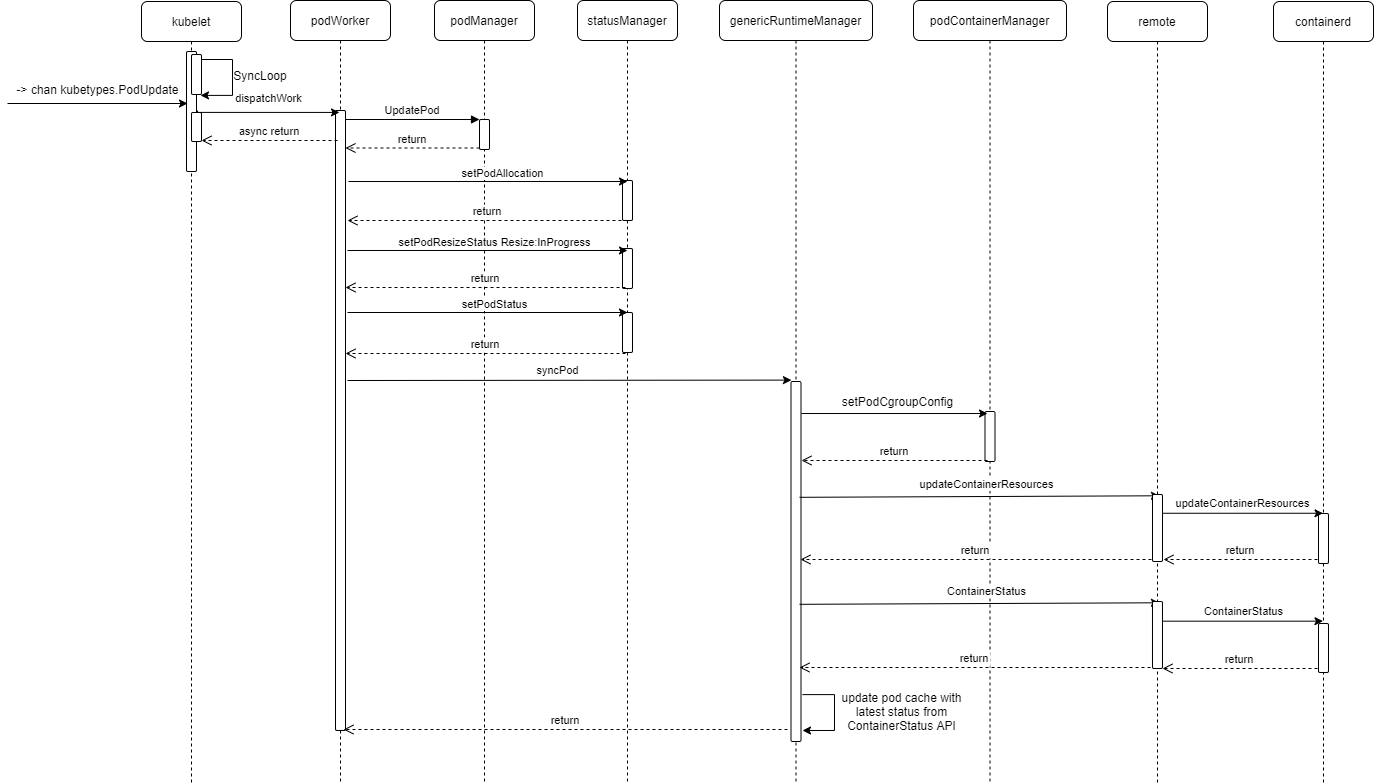 kubelet
podWorker
podManager
statusManager
genericRuntimeManager
podContainerManager
remote
containerd
SyncLoop
-> chan kubetypes.PodUpdate
dispatchWork
UpdatePod
async return
return
setPodAllocation
return
setPodResizeStatus Resize:InProgress
return
setPodStatus
return
syncPod
setPodCgroupConfig
return
updateContainerResources
updateContainerResources
return
return
ContainerStatus
ContainerStatus
return
return
update pod cache with
latest status from
ContainerStatus API
return